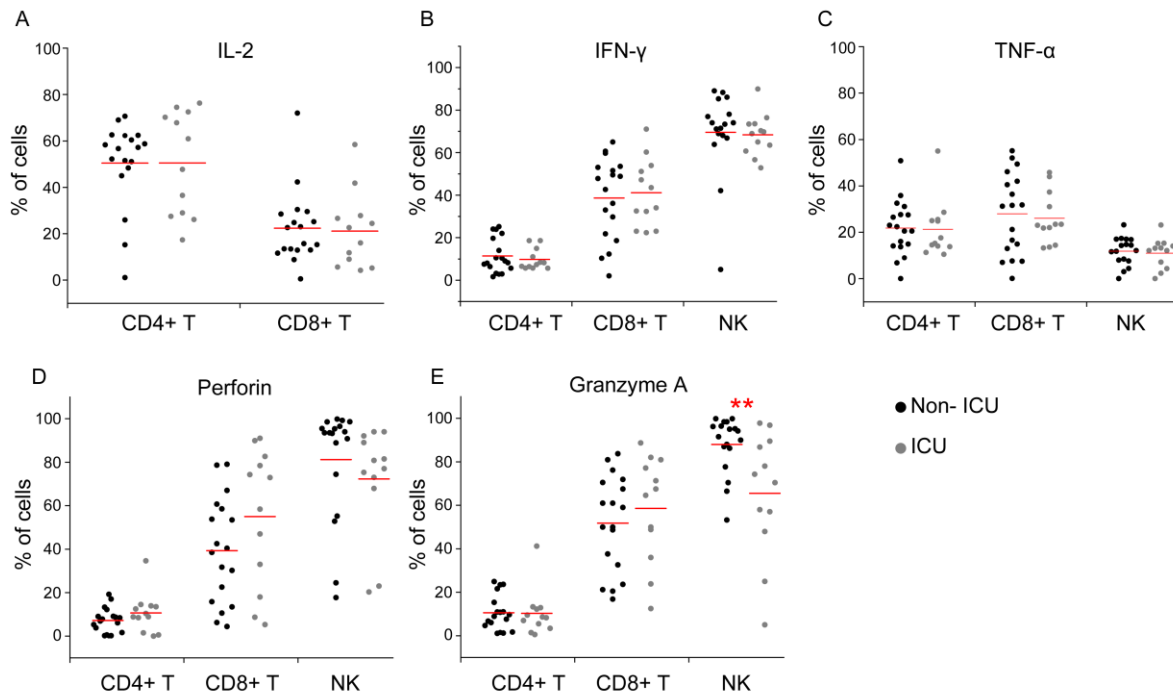 A
IL-2
% of cells
100
80
60
40
20
0
CD4+ T CD8+ T
B
IFN-γ
% of cells
100
80
60
40
20
0
CD4+ T CD8+ T NK
C
TNF-α
% of cells
100
80
60
40
20
0
CD4+ T CD8+ T NK
D
Perforin
% of cells
100
80
60
40
20
0
CD4+ T CD8+ T NK
E
Granzyme A
**
% of cells
100
80
60
40
20
0
CD4+ T CD8+ T NK
Non- ICU
ICU